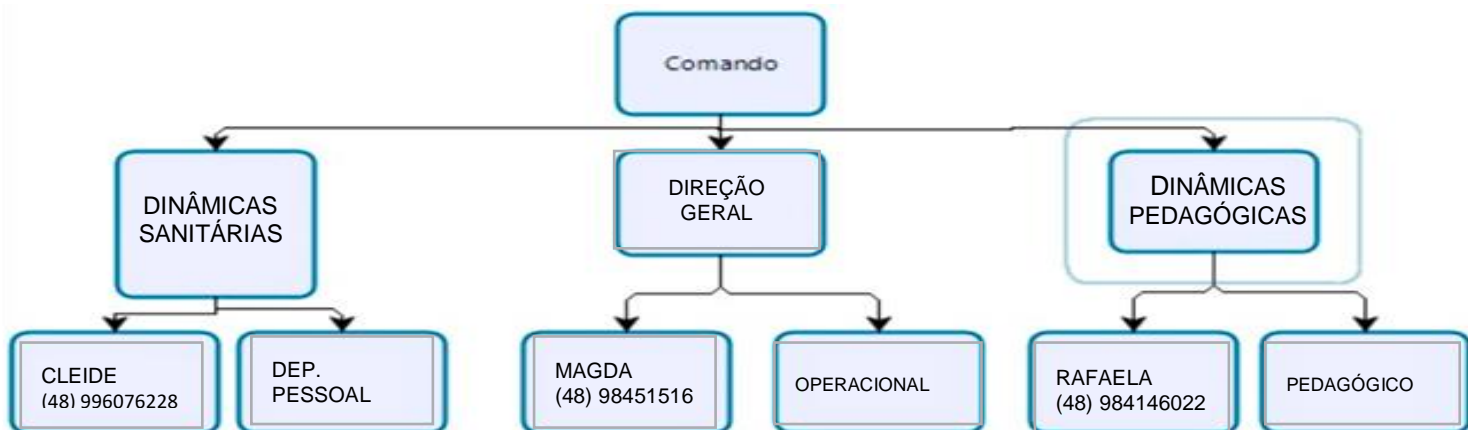 Comando
DINÂMICAS
SANITÁRIAS
DIREÇÃO
GERAL
DINÂMICAS
PEDAGÓGICAS
CLEIDE
(48) 996076228
DEP.
PESSOAL
MAGDA
(48) 98451516
OPERACIONAL
RAFAELA
(48) 984146022
PEDAGÓGICO